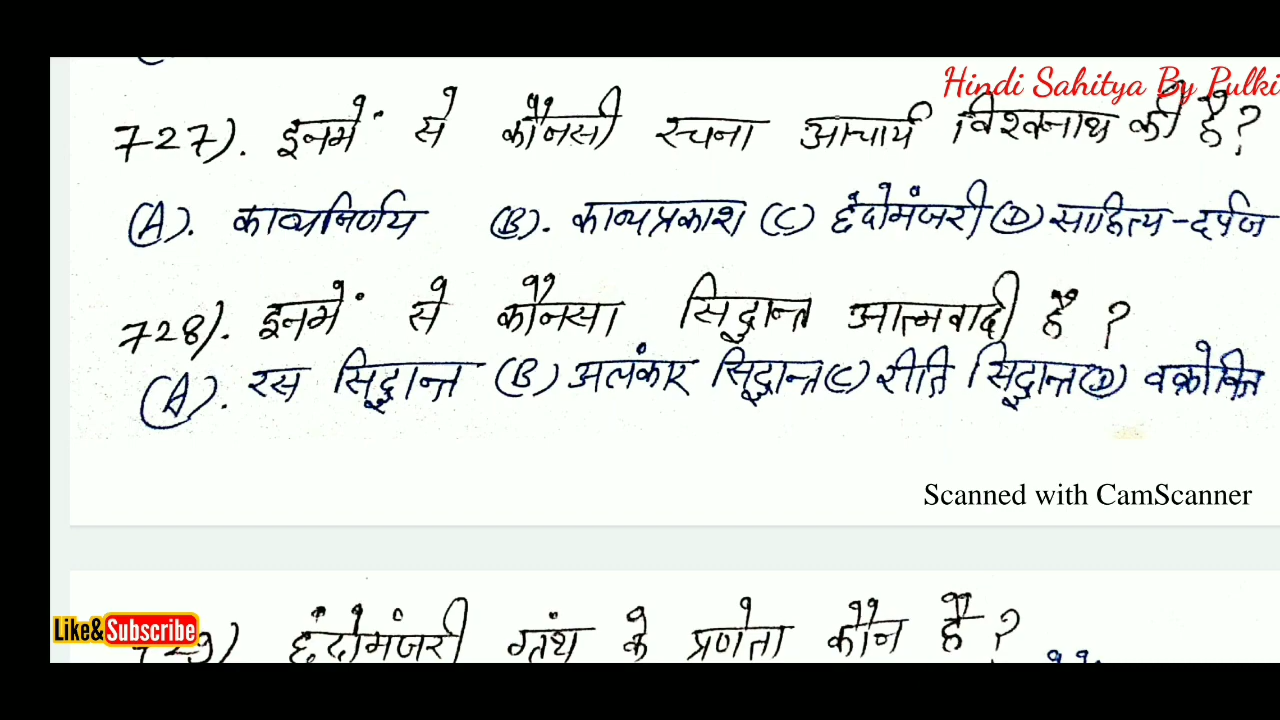 Hindi Sahitya By Pulki
727). इनमें से कौनसी रचना आचार्य विश्वनाथ की है?
(A). काव्यनिर्णय (B). काव्यप्रकाश (C) छंदोमंजरी (D) साहित्य-दर्पण
728). इनमें से कौनसा सिद्धान्त आत्मवादी है ?
(A). रस सिद्धान्त (B) अलंकार सिद्धान्त (C) रीति सिद्धान्त (D) वक्रोक्ति
Scanned with CamScanner
Like& Subscribe
729) छंदोमंजरी ग्रंथ के प्रणेता कौन है ?